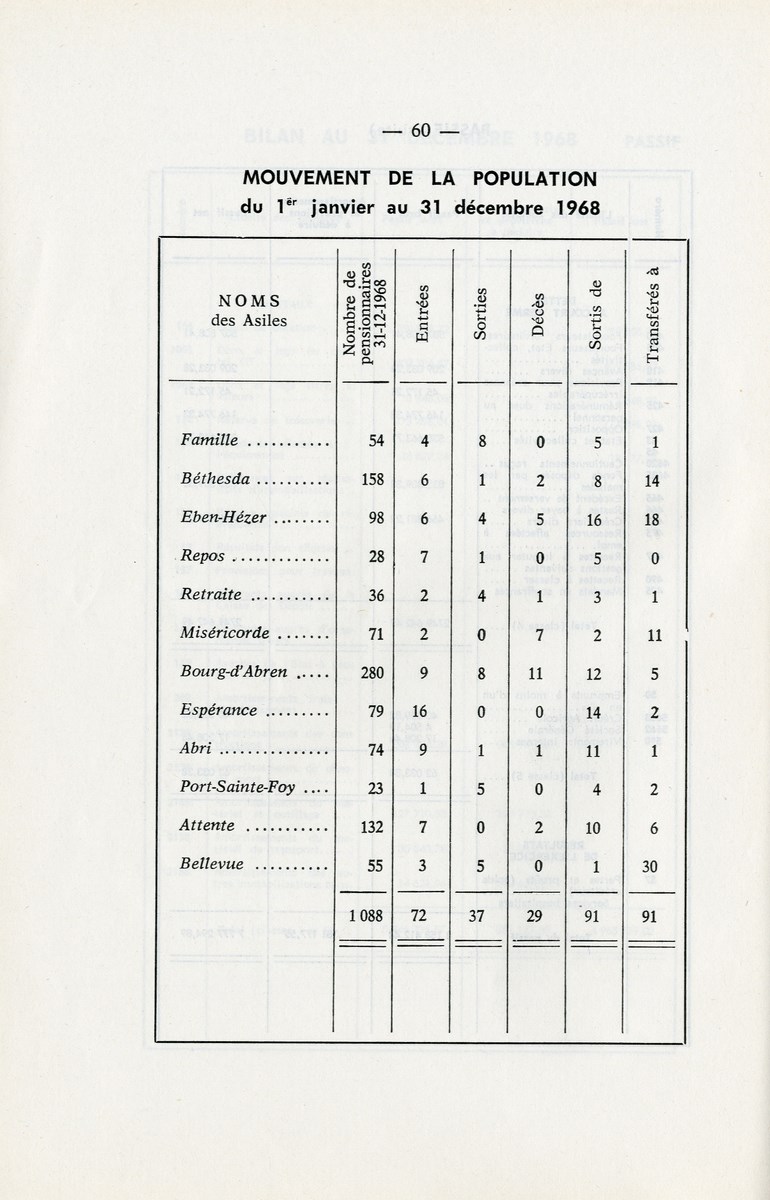 — 60 —
MOUVEMENT DE LA POPULATION
du 1er janvier au 31 décembre 1968
NOMS des Asiles | Nombre de pensionnaires 31-12-1968 | Entrées | Sorties | Décès | Sortis de | Transférés à
Famille ........... 54 4 8 0 5 1
Béthesda .......... 158 6 1 2 8 14
Eben-Hézer ........ 98 6 4 5 16 18
Repos ............. 28 7 1 0 5 0
Retraite ........... 36 2 4 1 3 1
Miséricorde ....... 71 2 0 7 2 11
Bourg-d'Abren ..... 280 9 8 11 12 5
Espérance ......... 79 16 0 0 14 2
Abri .............. 74 9 1 1 11 1
Port-Sainte-Foy .... 23 1 5 0 4 2
Attente ........... 132 7 0 2 10 6
Bellevue .......... 55 3 5 0 1 30
1 088 72 37 29 91 91